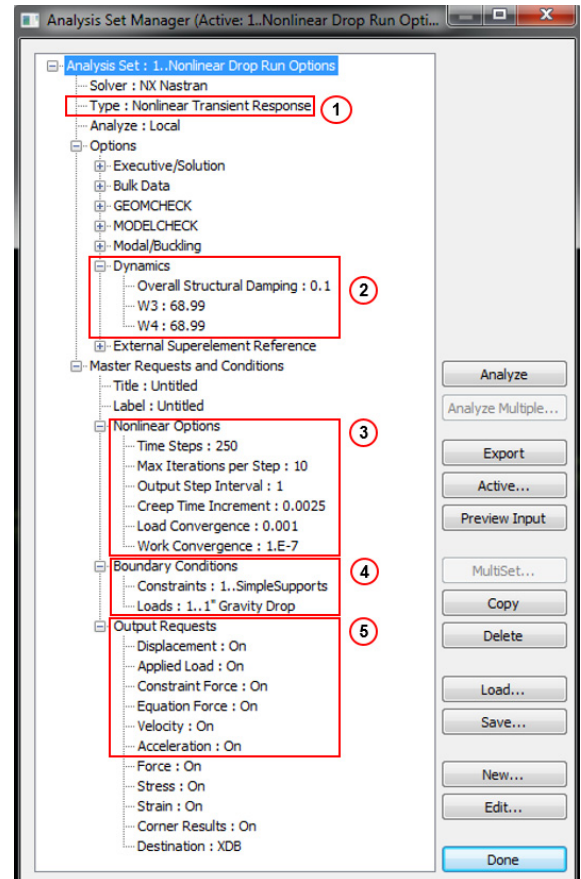 Analysis Set Manager (Active: 1..Nonlinear Drop Run Opti...
Analysis Set : 1..Nonlinear Drop Run Options
Solver : NX Nastran
Type : Nonlinear Transient Response
1
Analyze : Local
Options
Executive/Solution
Bulk Data
GEOMCHECK
MODELCHECK
Modal/Buckling
Dynamics
Overall Structural Damping : 0.1
2
W3 : 68.99
W4 : 68.99
External Superelement Reference
Master Requests and Conditions
Title : Untitled
Label : Untitled
Nonlinear Options
3
Time Steps : 250
Max Iterations per Step : 10
Output Step Interval : 1
Creep Time Increment : 0.0025
Load Convergence : 0.001
Work Convergence : 1.E-7
Boundary Conditions
4
Constraints : 1..SimpleSupports
Loads : 1..1" Gravity Drop
Output Requests
5
Displacement : On
Applied Load : On
Constraint Force : On
Equation Force : On
Velocity : On
Acceleration : On
Force : On
Stress : On
Strain : On
Corner Results : On
Destination : XDB
Analyze
Analyze Multiple...
Export
Active...
Preview Input
MultiSet...
Copy
Delete
Load...
Save...
New...
Edit...
Done